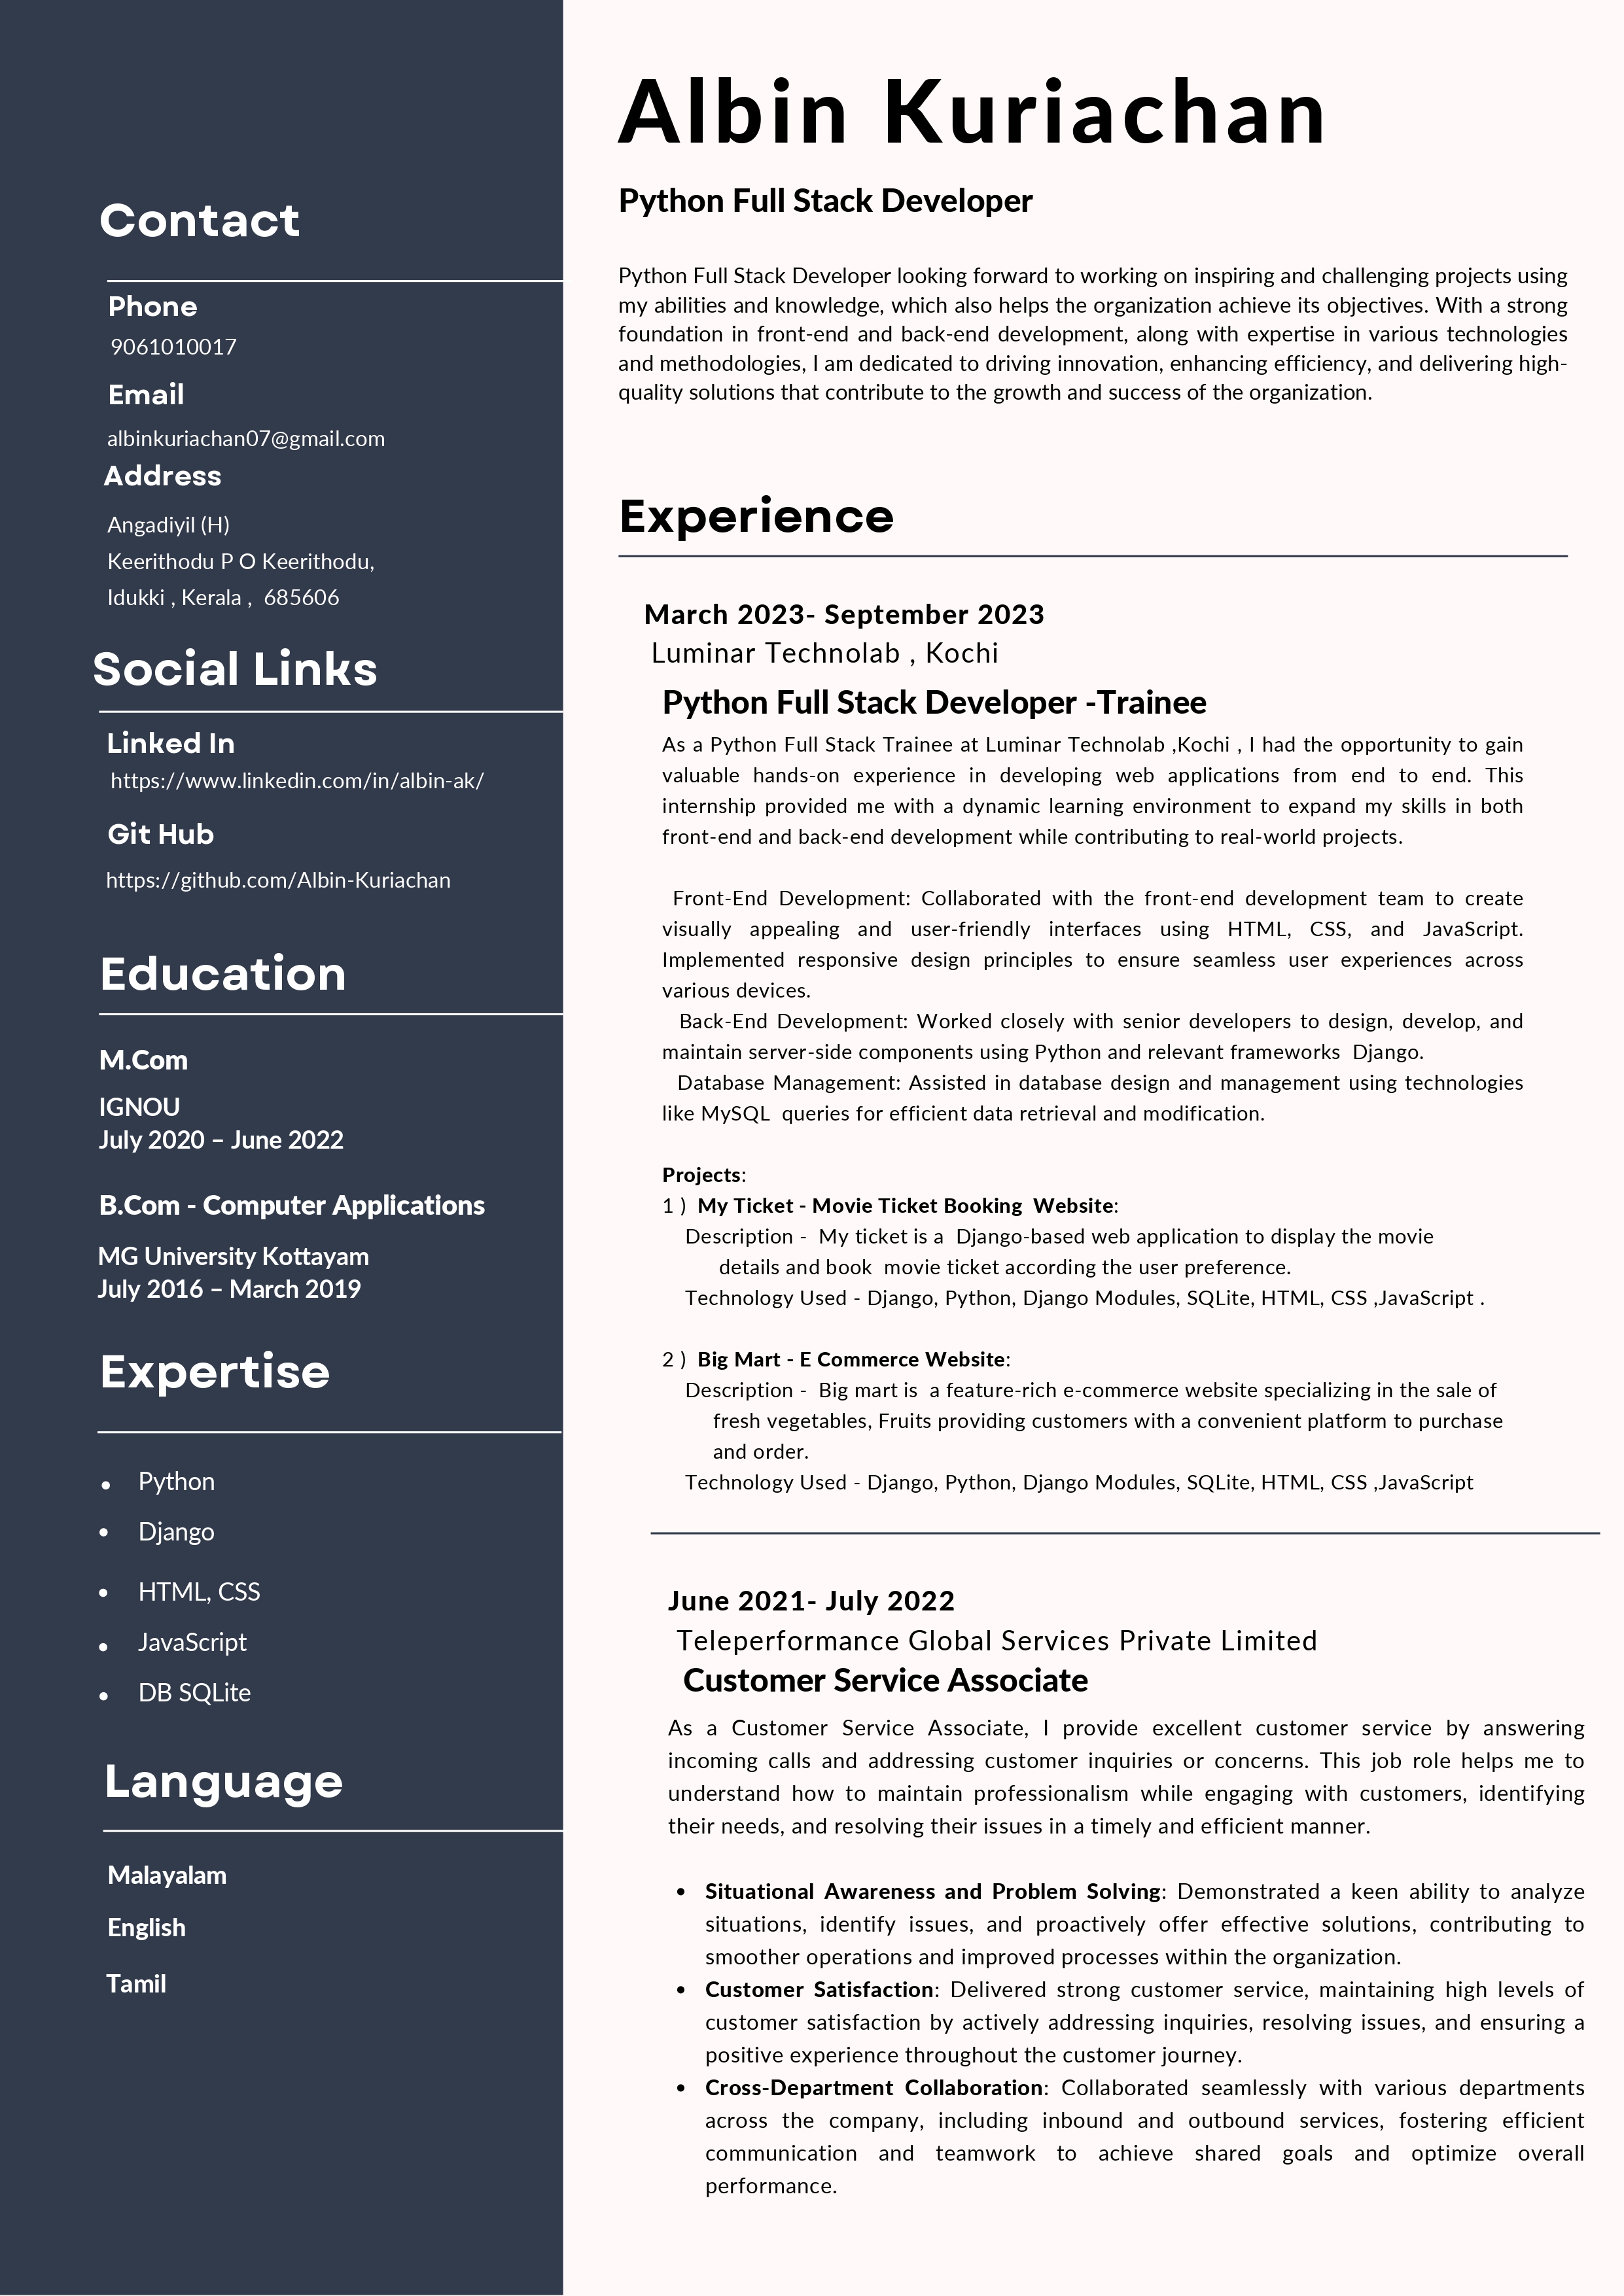 Contact
Phone
9061010017
Email
albinkuriachan07@gmail.com
Address
Angadiyil (H)
Keerithodu P O Keerithodu,
Idukki , Kerala , 685606
Social Links
Linked In
https://www.linkedin.com/in/albin-ak/
Git Hub
https://github.com/Albin-Kuriachan
Education
M.Com
IGNOU
July 2020 – June 2022
B.Com - Computer Applications
MG University Kottayam
July 2016 – March 2019
Expertise
• Python
• Django
• HTML, CSS
• JavaScript
• DB SQLite
Language
Malayalam
English
Tamil
Albin Kuriachan
Python Full Stack Developer
Python Full Stack Developer looking forward to working on inspiring and challenging projects using
my abilities and knowledge, which also helps the organization achieve its objectives. With a strong
foundation in front-end and back-end development, along with expertise in various technologies
and methodologies, I am dedicated to driving innovation, enhancing efficiency, and delivering high-
quality solutions that contribute to the growth and success of the organization.
Experience
March 2023- September 2023
Luminar Technolab , Kochi
Python Full Stack Developer -Trainee
As a Python Full Stack Trainee at Luminar Technolab ,Kochi , I had the opportunity to gain
valuable hands-on experience in developing web applications from end to end. This
internship provided me with a dynamic learning environment to expand my skills in both
front-end and back-end development while contributing to real-world projects.
Front-End Development: Collaborated with the front-end development team to create
visually appealing and user-friendly interfaces using HTML, CSS, and JavaScript.
Implemented responsive design principles to ensure seamless user experiences across
various devices.
Back-End Development: Worked closely with senior developers to design, develop, and
maintain server-side components using Python and relevant frameworks Django.
Database Management: Assisted in database design and management using technologies
like MySQL queries for efficient data retrieval and modification.
Projects:
1 ) My Ticket - Movie Ticket Booking Website:
Description - My ticket is a Django-based web application to display the movie
details and book movie ticket according the user preference.
Technology Used - Django, Python, Django Modules, SQLite, HTML, CSS ,JavaScript .
2 ) Big Mart - E Commerce Website:
Description - Big mart is a feature-rich e-commerce website specializing in the sale of
fresh vegetables, Fruits providing customers with a convenient platform to purchase
and order.
Technology Used - Django, Python, Django Modules, SQLite, HTML, CSS ,JavaScript
June 2021- July 2022
Teleperformance Global Services Private Limited
Customer Service Associate
As a Customer Service Associate, I provide excellent customer service by answering
incoming calls and addressing customer inquiries or concerns. This job role helps me to
understand how to maintain professionalism while engaging with customers, identifying
their needs, and resolving their issues in a timely and efficient manner.
• Situational Awareness and Problem Solving: Demonstrated a keen ability to analyze
situations, identify issues, and proactively offer effective solutions, contributing to
smoother operations and improved processes within the organization.
• Customer Satisfaction: Delivered strong customer service, maintaining high levels of
customer satisfaction by actively addressing inquiries, resolving issues, and ensuring a
positive experience throughout the customer journey.
• Cross-Department Collaboration: Collaborated seamlessly with various departments
across the company, including inbound and outbound services, fostering efficient
communication and teamwork to achieve shared goals and optimize overall
performance.